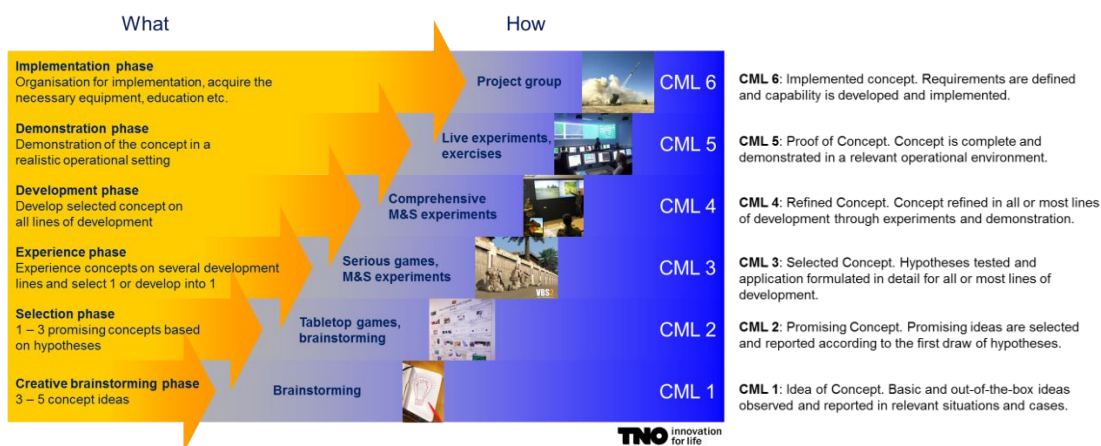 What
How
Implementation phase
Organisation for implementation, acquire the
necessary equipment, education etc.
Project group
CML 6
CML 6: Implemented concept. Requirements are defined
and capability is developed and implemented.
Demonstration phase
Demonstration of the concept in a
realistic operational setting
Live experiments,
exercises
CML 5
CML 5: Proof of Concept. Concept is complete and
demonstrated in a relevant operational environment.
Development phase
Develop selected concept on
all lines of development
Comprehensive
M&S experiments
CML 4
CML 4: Refined Concept. Concept refined in all or most lines
of development through experiments and demonstration.
Experience phase
Experience concepts on several development
lines and select 1 or develop into 1
Serious games,
M&S experiments
VBS2
CML 3
CML 3: Selected Concept. Hypotheses tested and
application formulated in detail for all or most lines of
development.
Selection phase
1 – 3 promising concepts based
on hypotheses
Tabletop games,
brainstorming
CML 2
CML 2: Promising Concept. Promising ideas are selected
and reported according to the first draw of hypotheses.
Creative brainstorming phase
3 – 5 concept ideas
Brainstorming
CML 1
CML 1: Idea of Concept. Basic and out-of-the-box ideas
observed and reported in relevant situations and cases.
TNO innovation
for life